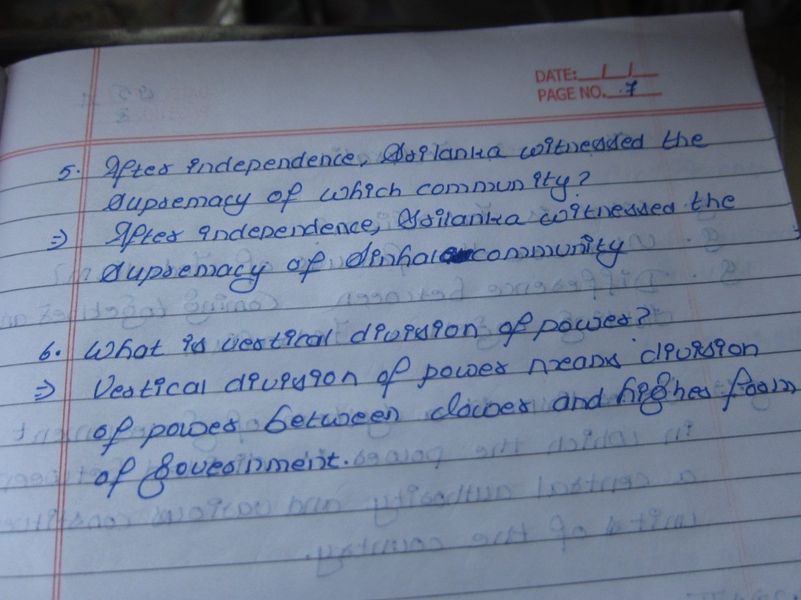 DATE: / /
PAGE NO. 7
5. After independence, Srilanka witnessed the
supremacy of which community?
⇒ After independence, Srilanka witnessed the
supremacy of Sinhala community
6. What is vertical division of power?
⇒ Vertical division of power means division
of power between lower and higher form
of government.